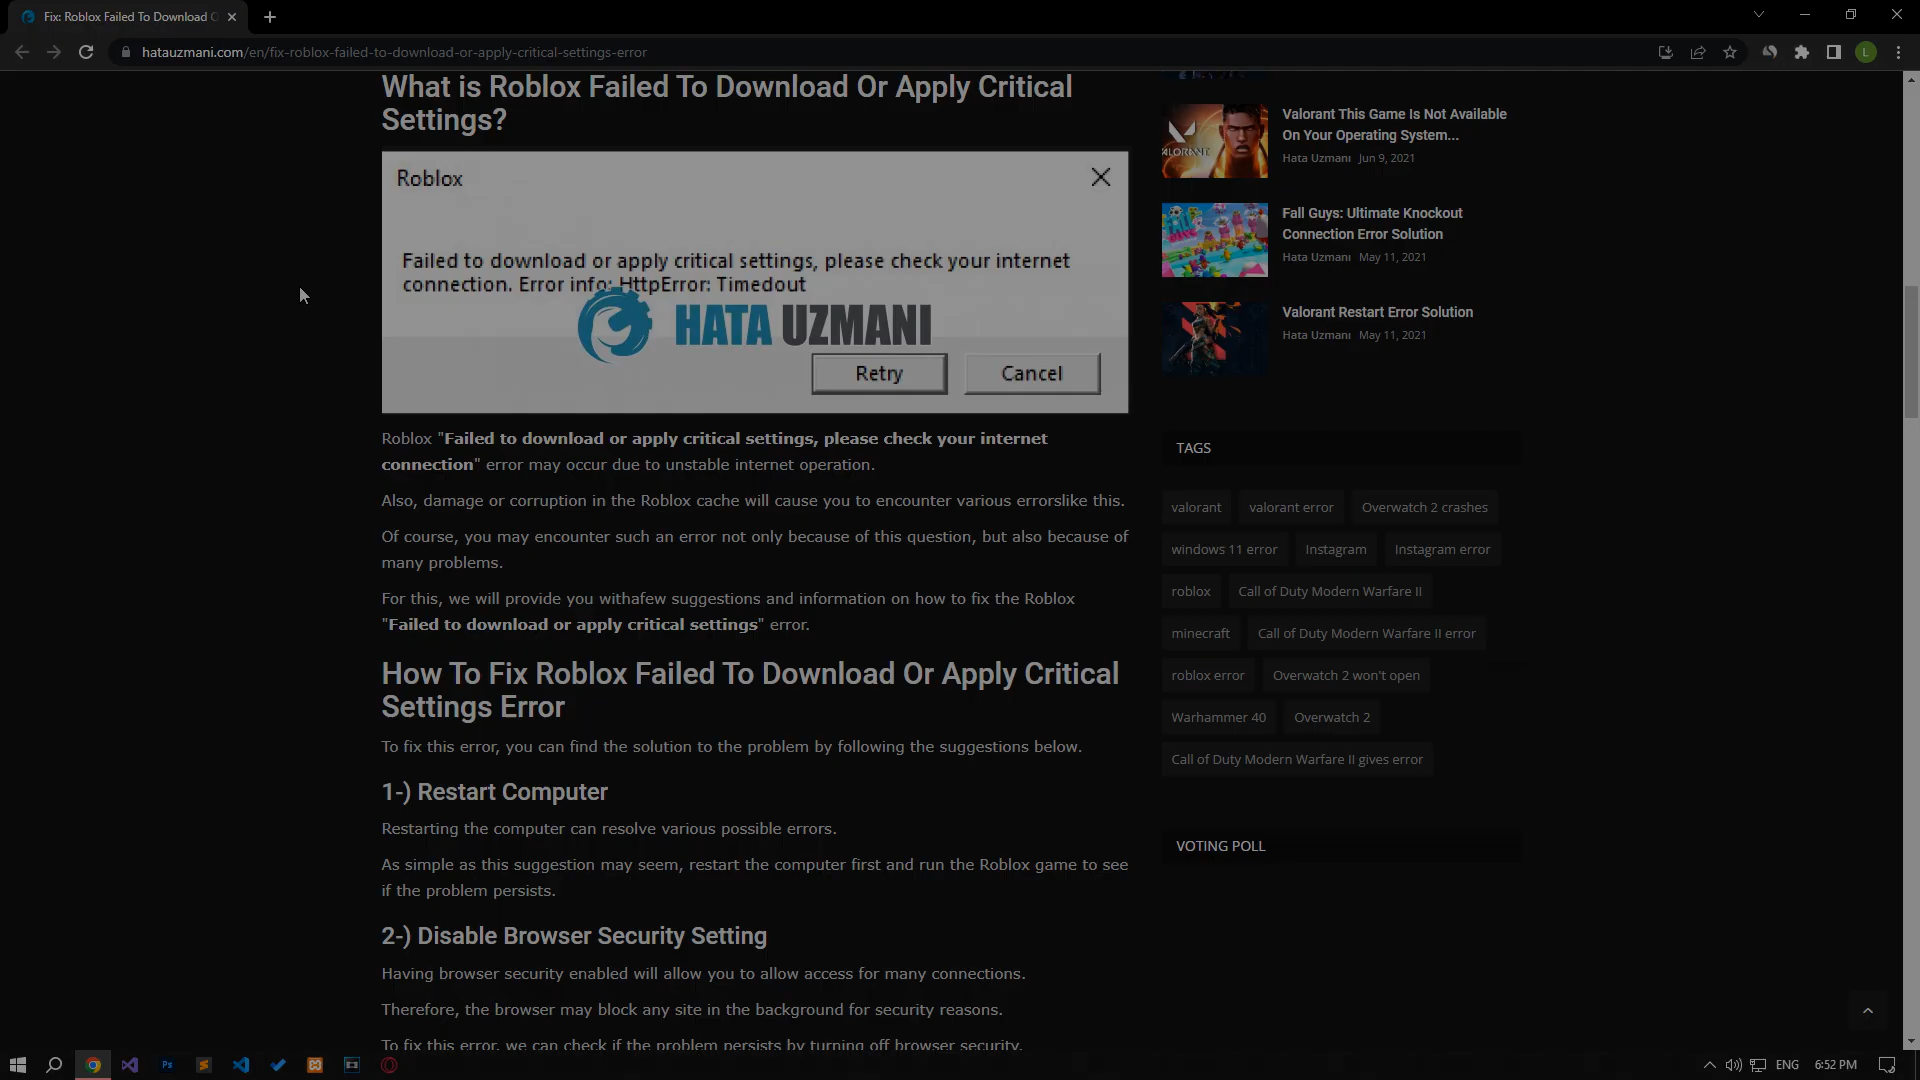 Fix: Roblox Failed To Download O
hatauzmani.com/en/fix-roblox-failed-to-download-or-apply-critical-settings-error
L
What is Roblox Failed To Download Or Apply Critical
Settings?
Roblox
Failed to download or apply critical settings, please check your internet
connection. Error info: HttpError: Timedout
HATA UZMANI
Retry
Cancel
Roblox "Failed to download or apply critical settings, please check your internet
connection" error may occur due to unstable internet operation.
Also, damage or corruption in the Roblox cache will cause you to encounter various errorslike this.
Of course, you may encounter such an error not only because of this question, but also because of
many problems.
For this, we will provide you withafew suggestions and information on how to fix the Roblox
"Failed to download or apply critical settings" error.
How To Fix Roblox Failed To Download Or Apply Critical
Settings Error
To fix this error, you can find the solution to the problem by following the suggestions below.
1-) Restart Computer
Restarting the computer can resolve various possible errors.
As simple as this suggestion may seem, restart the computer first and run the Roblox game to see
if the problem persists.
2-) Disable Browser Security Setting
Having browser security enabled will allow you to allow access for many connections.
Therefore, the browser may block any site in the background for security reasons.
To fix this error, we can check if the problem persists by turning off browser security.
VALORANT
Valorant This Game Is Not Available
On Your Operating System...
Hata Uzmanı Jun 9, 2021
FALL GUYS
Fall Guys: Ultimate Knockout
Connection Error Solution
Hata Uzmanı May 11, 2021
Valorant Restart Error Solution
Hata Uzmanı May 11, 2021
TAGS
valorant
valorant error
Overwatch 2 crashes
windows 11 error
Instagram
Instagram error
roblox
Call of Duty Modern Warfare II
minecraft
Call of Duty Modern Warfare II error
roblox error
Overwatch 2 won't open
Warhammer 40
Overwatch 2
Call of Duty Modern Warfare II gives error
VOTING POLL
Ps
ENG
6:52 PM